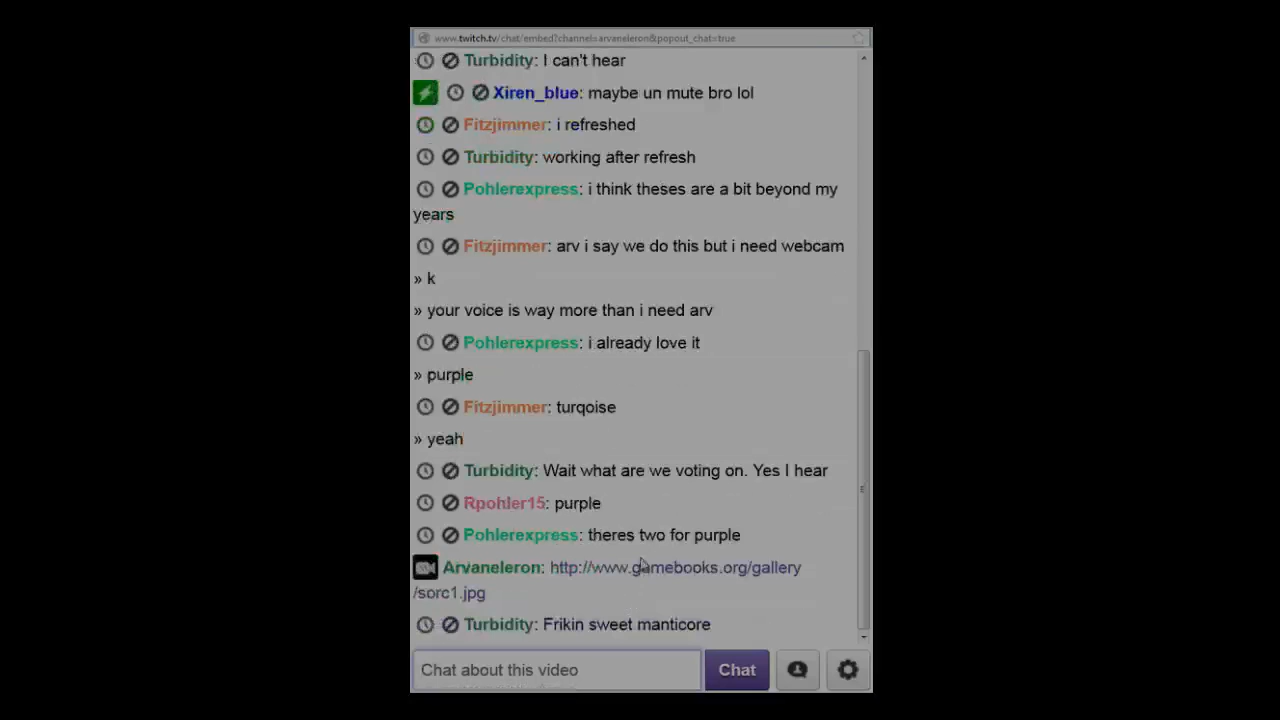 www.twitch.tv/chat/embed?channel=arvaneleron&popout_chat=true
Turbidity: I can't hear
Xiren_blue: maybe un mute bro lol
Fitzjimmer: i refreshed
Turbidity: working after refresh
Pohlerexpress: i think theses are a bit beyond my
years
Fitzjimmer: arv i say we do this but i need webcam
» k
» your voice is way more than i need arv
Pohlerexpress: i already love it
» purple
Fitzjimmer: turqoise
» yeah
Turbidity: Wait what are we voting on. Yes I hear
Rpohler15: purple
Pohlerexpress: theres two for purple
Arvaneleron: http://www.gamebooks.org/gallery
/sorc1.jpg
Turbidity: Frikin sweet manticore
Chat about this video
Chat